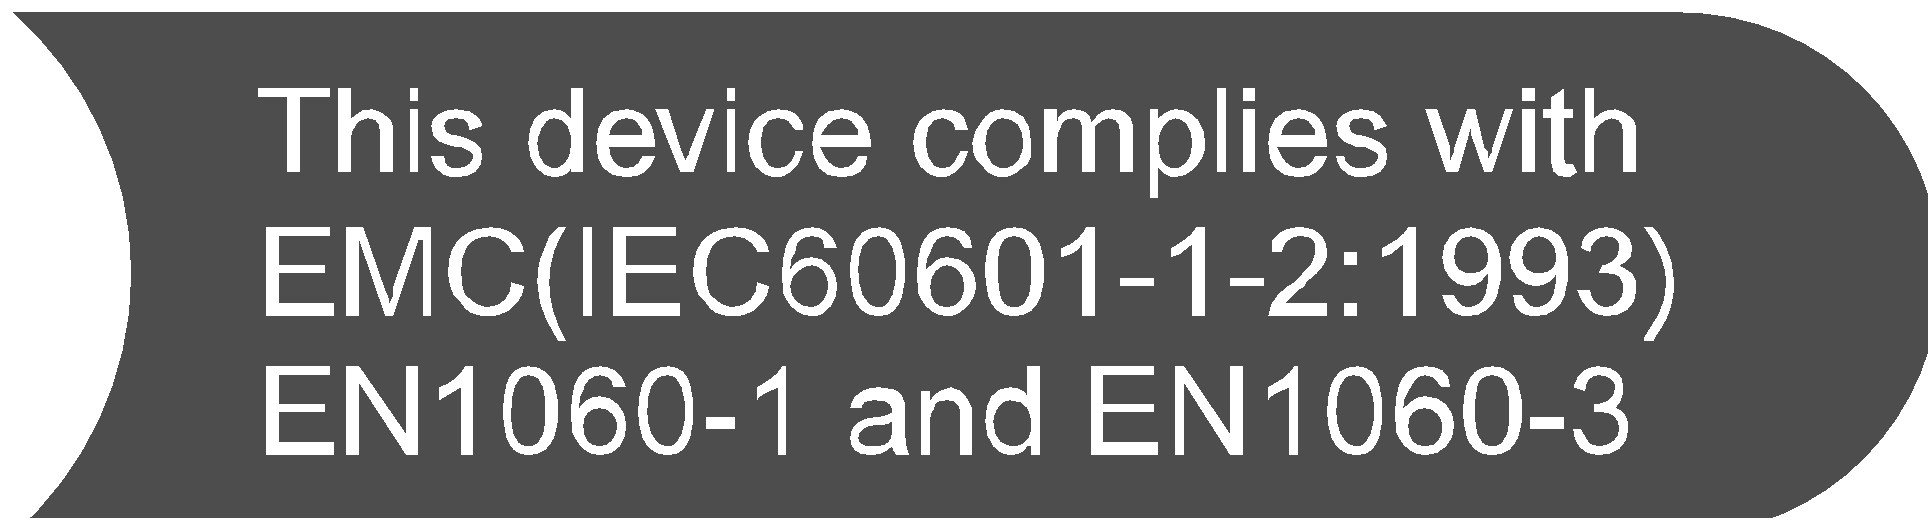 This device complies with
EMC(IEC60601-1-2:1993)
EN1060-1 and EN1060-3